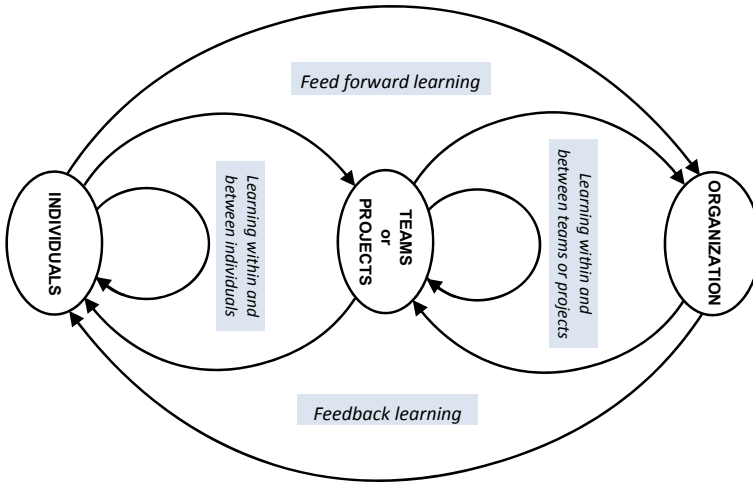 Feed forward learning
INDIVIDUALS
Learning within and
between individuals
TEAMS
or
PROJECTS
Learning within and
between teams or projects
ORGANIZATION
Feedback learning